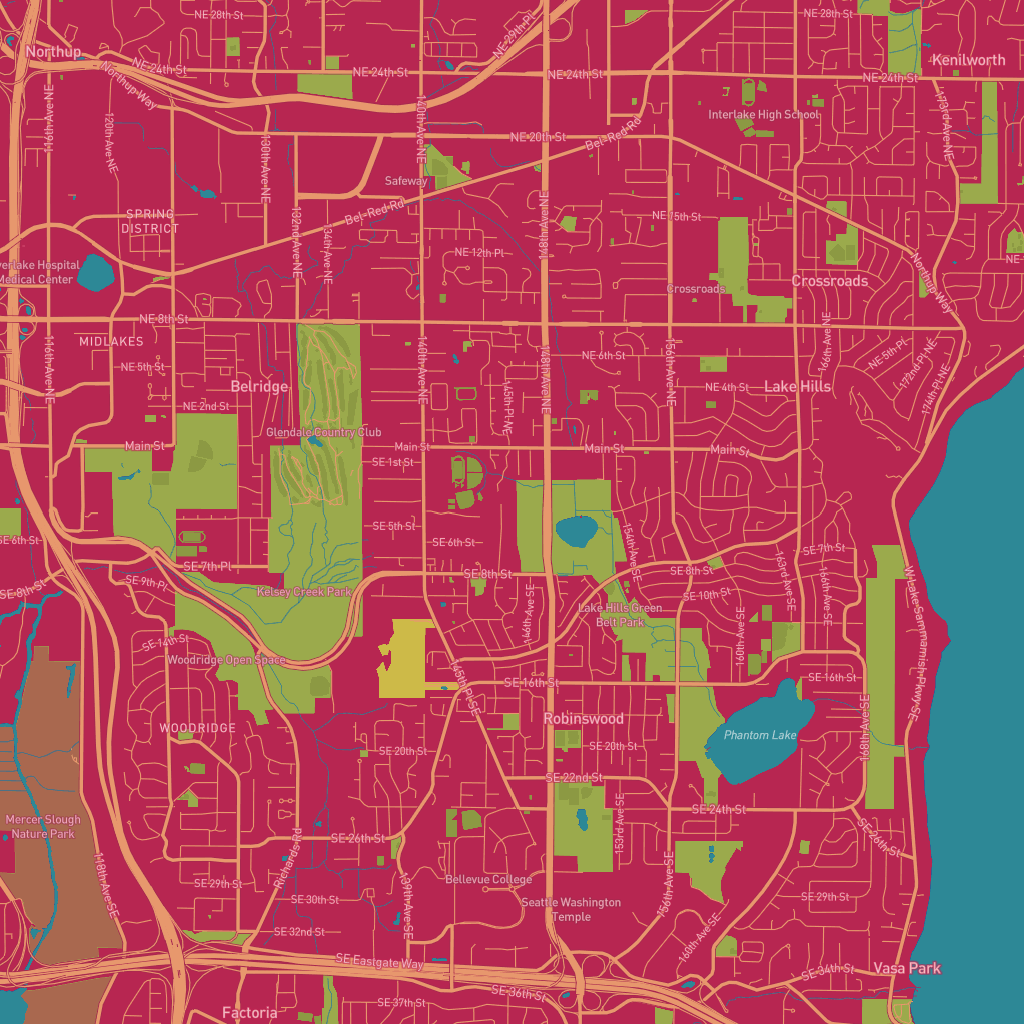 NE 28th St
NE 28th St
NE 29th Pl
Northup
NE 24th St
NE 24th St
NE 24th St
NE 24th St
Kenilworth
Northup Way
116th Ave NE
120th Ave NE
130th Ave NE
140th Ave NE
Interlake High School
173rd Ave NE
NE 20th St
Bel-Red Rd
Safeway
SPRING
DISTRICT
132nd Ave NE
134th Ave NE
Bel-Red Rd
148th Ave NE
NE 15th St
NE 12th Pl
verlake Hospital
Medical Center
Crossroads
Crossroads
Northup Way
NE 8th St
MIDLAKES
116th Ave NE
NE 5th St
140th Ave NE
148th Ave NE
NE 6th St
156th Ave NE
166th Ave NE
NE 5th Pl
172nd Pl NE
174th Pl NE
Belridge
145th Pl NE
NE 4th St
Lake Hills
NE 2nd St
Glendale Country Club
Main St
Main St
Main St
Main St
SE 1st St
SE 5th St
SE 6th St
SE 6th St
154th Ave SE
SE 7th St
SE 7th Pl
SE 8th St
SE 8th St
SE 8th St
SE 9th Pl
163rd Ave SE
166th Ave SE
W Lake Sammamish Pkwy SE
Kelsey Creek Park
SE 10th St
146th Ave SE
Lake Hills Green
Belt Park
160th Ave SE
SE 14th St
Woodridge Open Space
145th Pl SE
SE 16th St
SE 16th St
WOODRIDGE
Robinswood
Phantom Lake
168th Ave SE
SE 20th St
SE 20th St
SE 22nd St
SE 24th St
Mercer Slough
Nature Park
153rd Ave SE
SE 26th St
SE 26th St
118th Ave SE
Richards Rd
139th Ave SE
156th Ave SE
SE 29th St
SE 29th St
Bellevue College
SE 30th St
Seattle Washington
Temple
160th Ave SE
SE 32nd St
SE Eastgate Way
SE 34th St
Vasa Park
SE 36th St
SE 37th St
Factoria